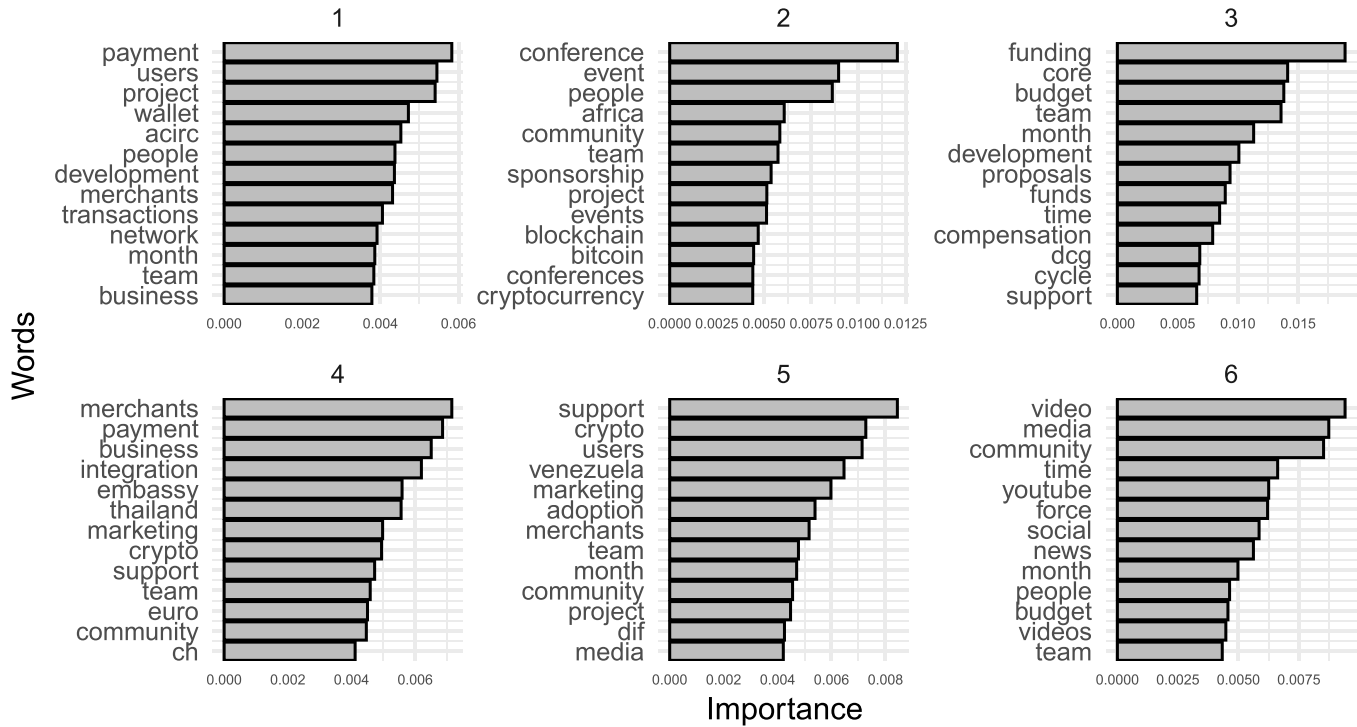 1
payment
users
project
wallet
acirc
people
development
merchants
transactions
network
month
team
business
0.000 0.002 0.004 0.006
2
conference
event
people
africa
community
team
sponsorship
project
events
blockchain
bitcoin
conferences
cryptocurrency
0.0000 0.0025 0.0050 0.0075 0.0100 0.0125
3
funding
core
budget
team
month
development
proposals
funds
time
compensation
dcg
cycle
support
0.000 0.005 0.010 0.015
Words
4
merchants
payment
business
integration
embassy
thailand
marketing
crypto
support
team
euro
community
ch
0.000 0.002 0.004 0.006
5
support
crypto
users
venezuela
marketing
adoption
merchants
team
month
community
project
dif
media
0.000 0.002 0.004 0.006 0.008
6
video
media
community
time
youtube
force
social
news
month
people
budget
videos
team
0.0000 0.0025 0.0050 0.0075
Importance